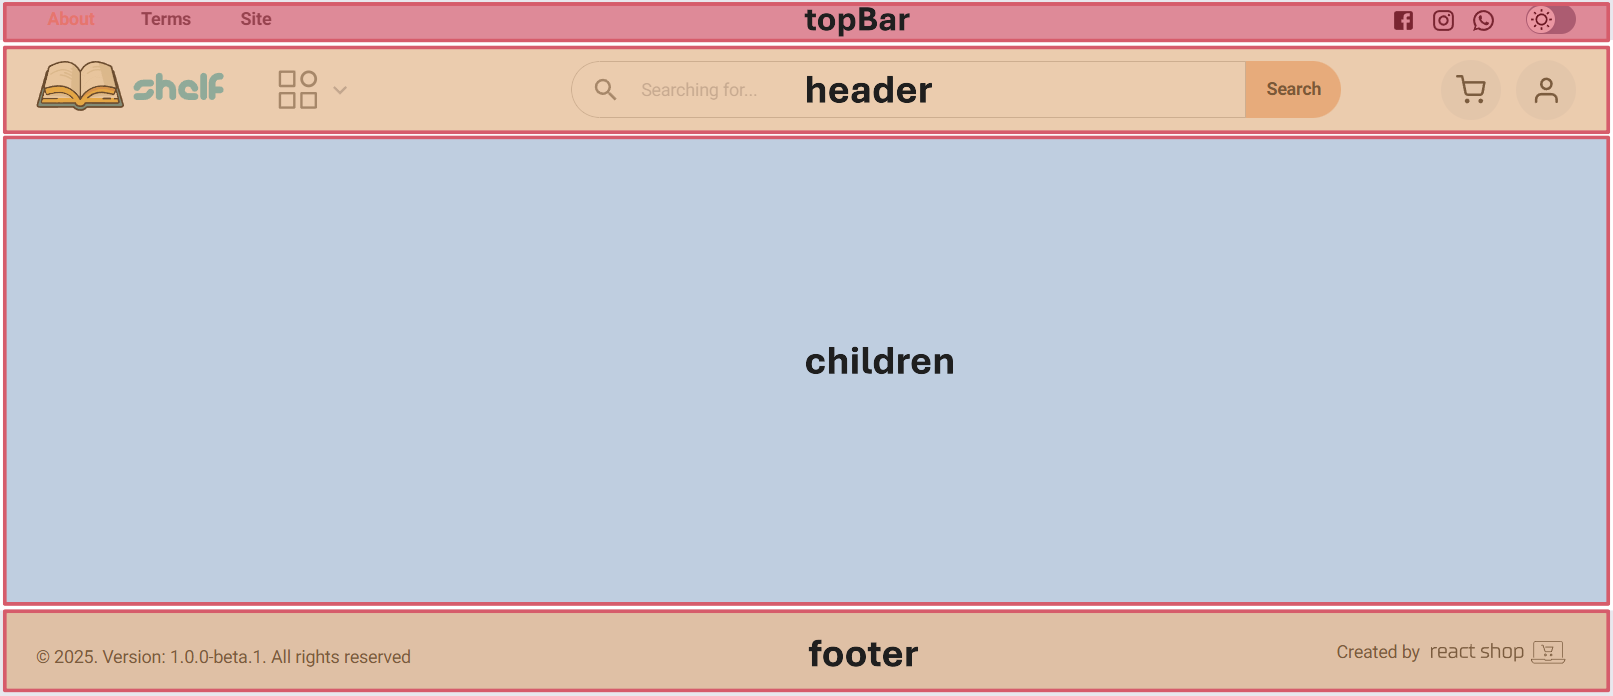 About Terms Site topBar
shelf Searching for... header Search
children
© 2025. Version: 1.0.0-beta.1. All rights reserved footer Created by react shop